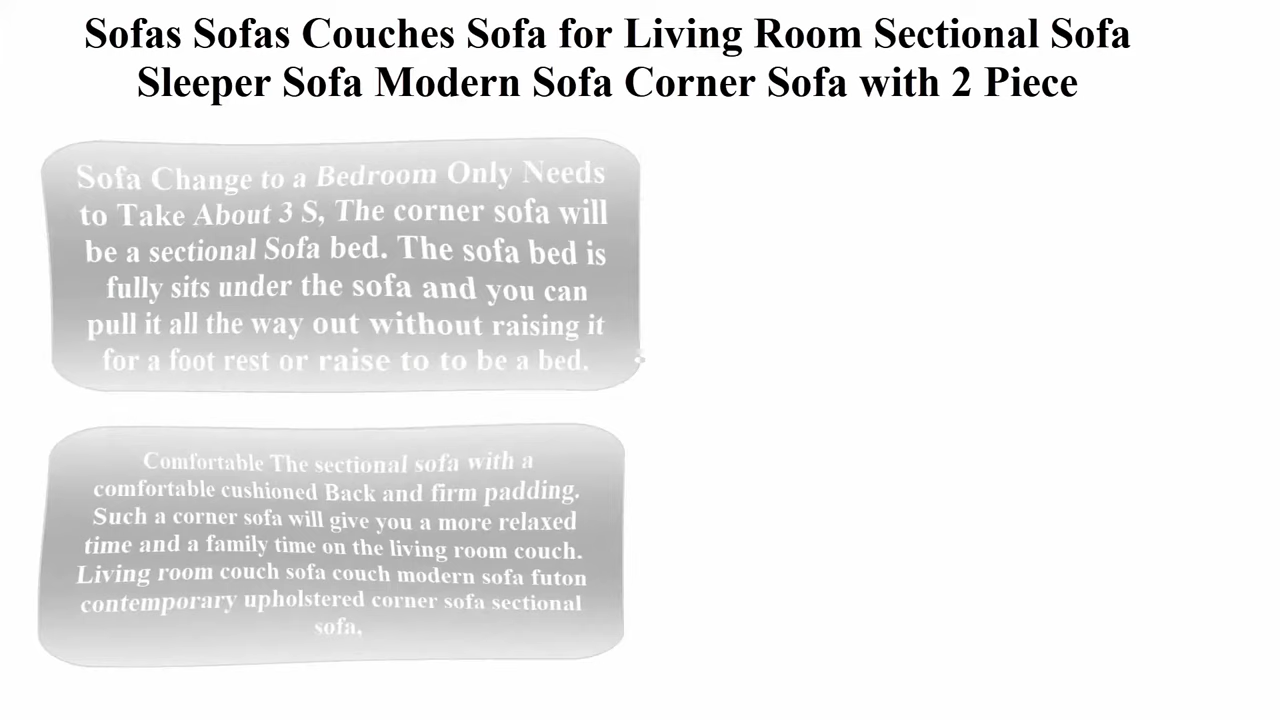 Sofas Sofas Couches Sofa for Living Room Sectional Sofa
Sleeper Sofa Modern Sofa Corner Sofa with 2 Piece
Sofa Change to a Bedroom Only Needs
to Take About 3 S, The corner sofa will
be a sectional Sofa bed. The sofa bed is
fully sits under the sofa and you can
pull it all the way out without raising it
for a foot rest or raise to to be a bed.
Comfortable The sectional sofa with a
comfortable cushioned Back and firm padding.
Such a corner sofa will give you a more relaxed
time and a family time on the living room couch.
Living room couch sofa couch modern sofa futon
contemporary upholstered corner sofa sectional
sofa,